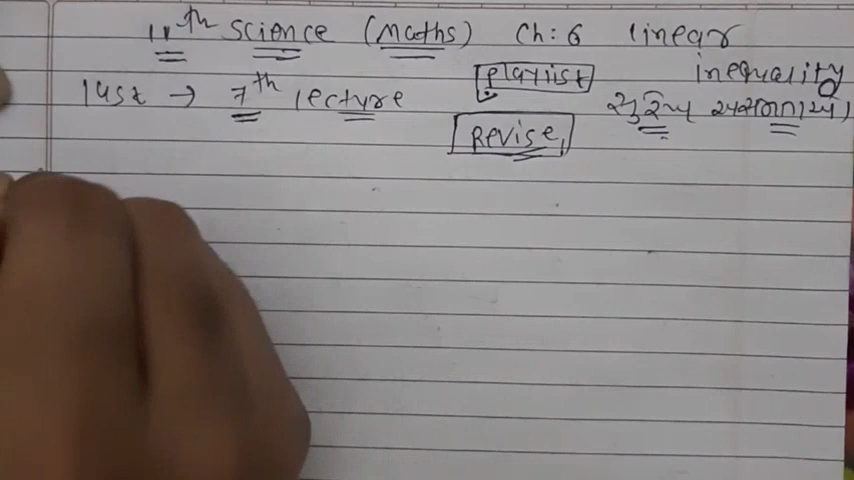 11th science (Maths) Ch: 6 linear
inequality
last → 7th lecture playlist
Revise